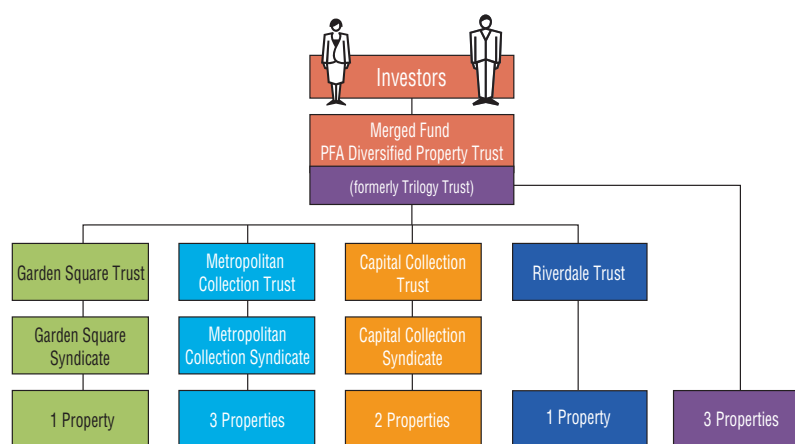 Investors
Merged Fund
PFA Diversified Property Trust
(formerly Trilogy Trust)
Garden Square Trust
Metropolitan
Collection Trust
Capital Collection
Trust
Riverdale Trust
Garden Square
Syndicate
Metropolitan
Collection Syndicate
Capital Collection
Syndicate
1 Property
3 Properties
2 Properties
1 Property
3 Properties